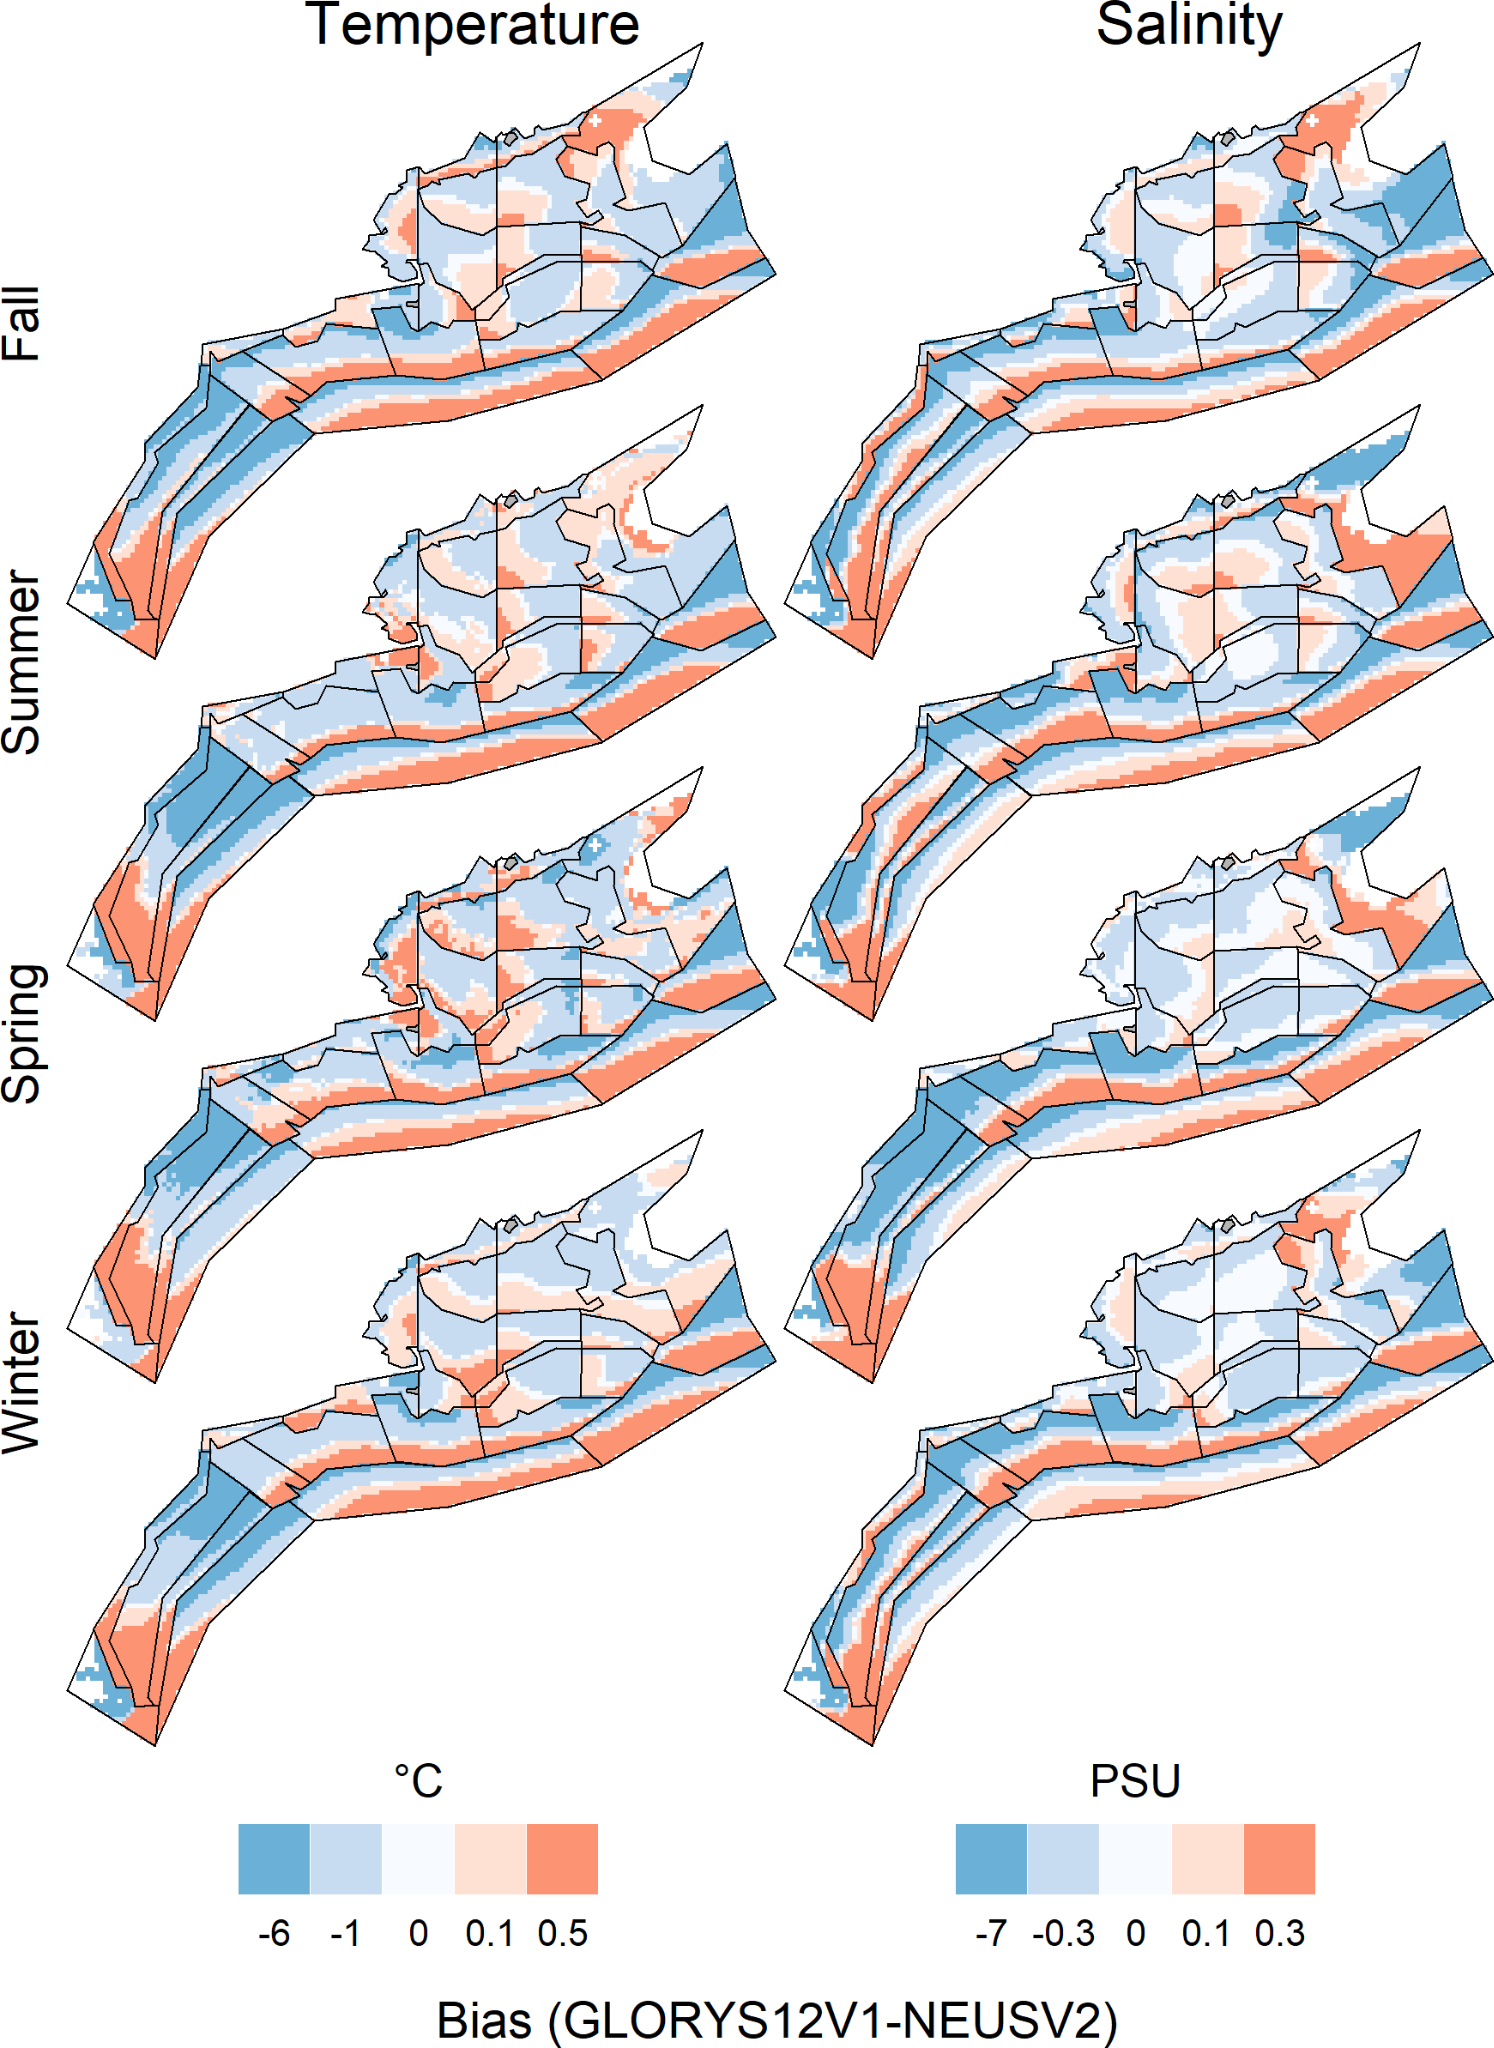 Temperature Salinity
Fall
Summer
Spring
Winter
°C PSU
-6 -1 0 0.1 0.5 -7 -0.3 0 0.1 0.3
Bias (GLORYS12V1-NEUSV2)